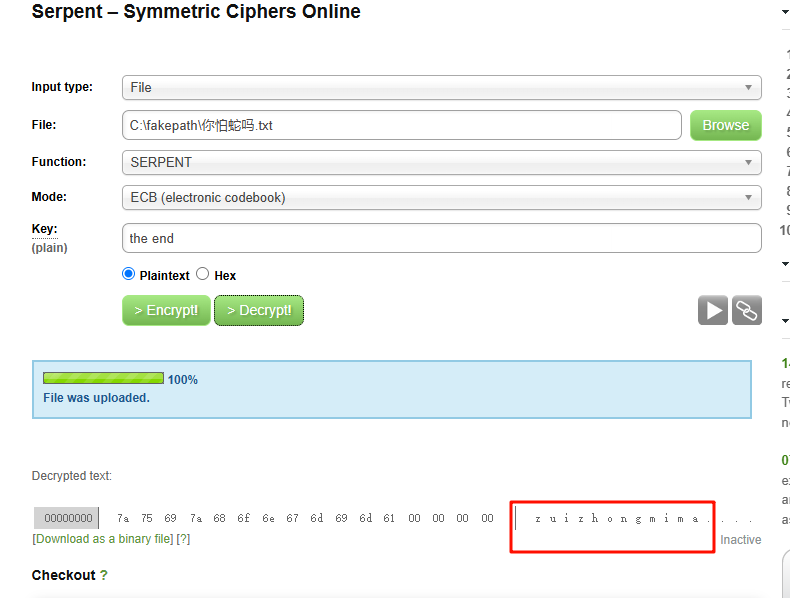 Serpent – Symmetric Ciphers Online
Input type: File
File: C:\fakepath\你怕蛇吗.txt Browse
Function: SERPENT
Mode: ECB (electronic codebook)
Key: the end
(plain)
Plaintext Hex
> Encrypt! > Decrypt!
100%
File was uploaded.
Decrypted text:
00000000 7a 75 69 7a 68 6f 6e 67 6d 69 6d 61 00 00 00 00 z u i z h o n g m i m a . . . .
[Download as a binary file] [?]
Inactive
Checkout ?